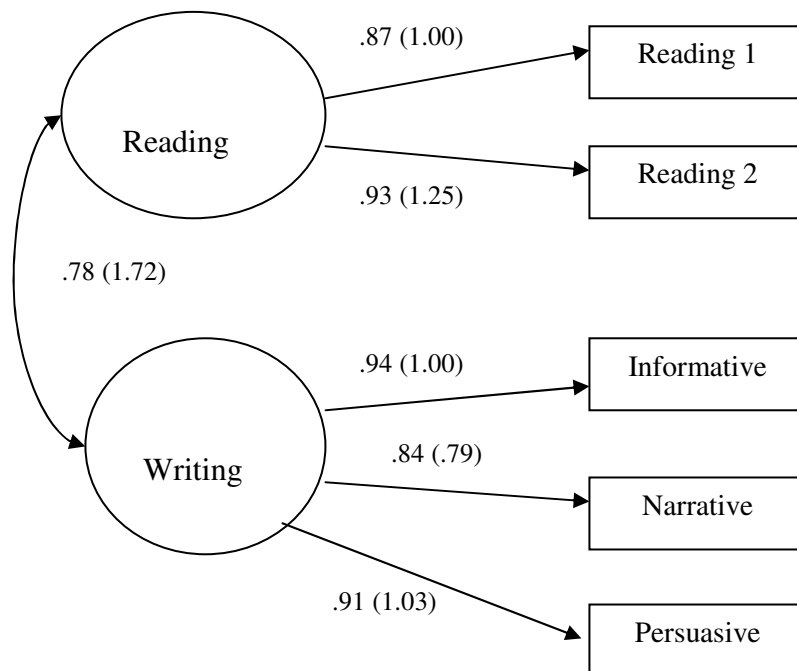 .87 (1.00)
Reading 1
Reading
Reading 2
.93 (1.25)
.78 (1.72)
.94 (1.00)
Informative
.84 (.79)
Writing
Narrative
.91 (1.03)
Persuasive